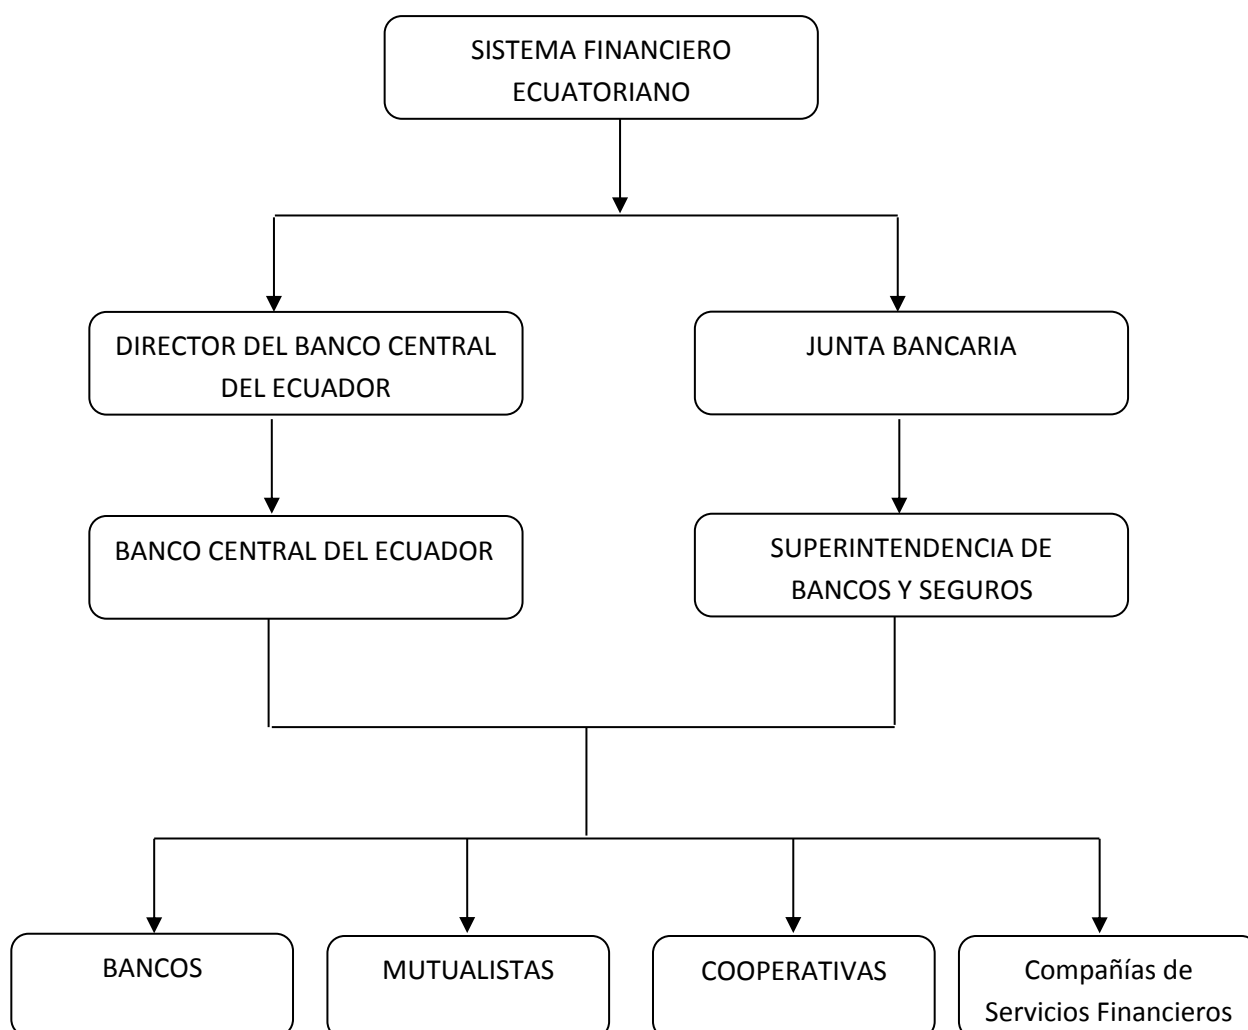 SISTEMA FINANCIERO
ECUATORIANO
DIRECTOR DEL BANCO CENTRAL
DEL ECUADOR
JUNTA BANCARIA
BANCO CENTRAL DEL ECUADOR
SUPERINTENDENCIA DE
BANCOS Y SEGUROS
BANCOS
MUTUALISTAS
COOPERATIVAS
Compañías de
Servicios Financieros